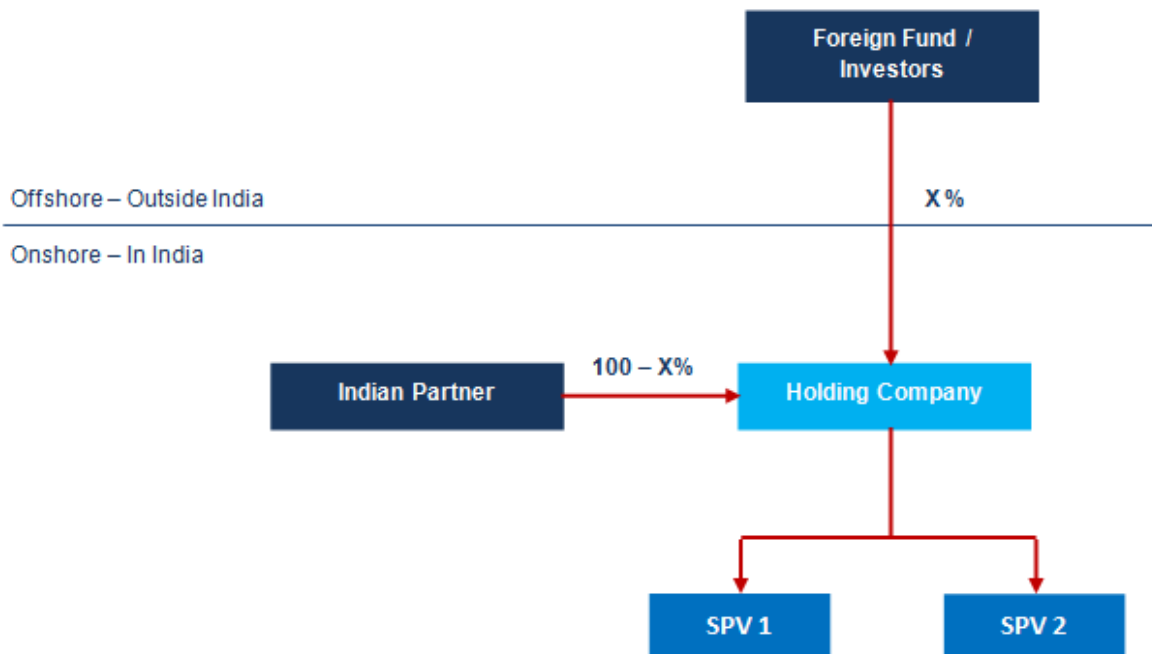 Foreign Fund /
Investors
Offshore – Outside India
X %
Onshore – In India
100 – X%
Indian Partner
Holding Company
SPV 1
SPV 2